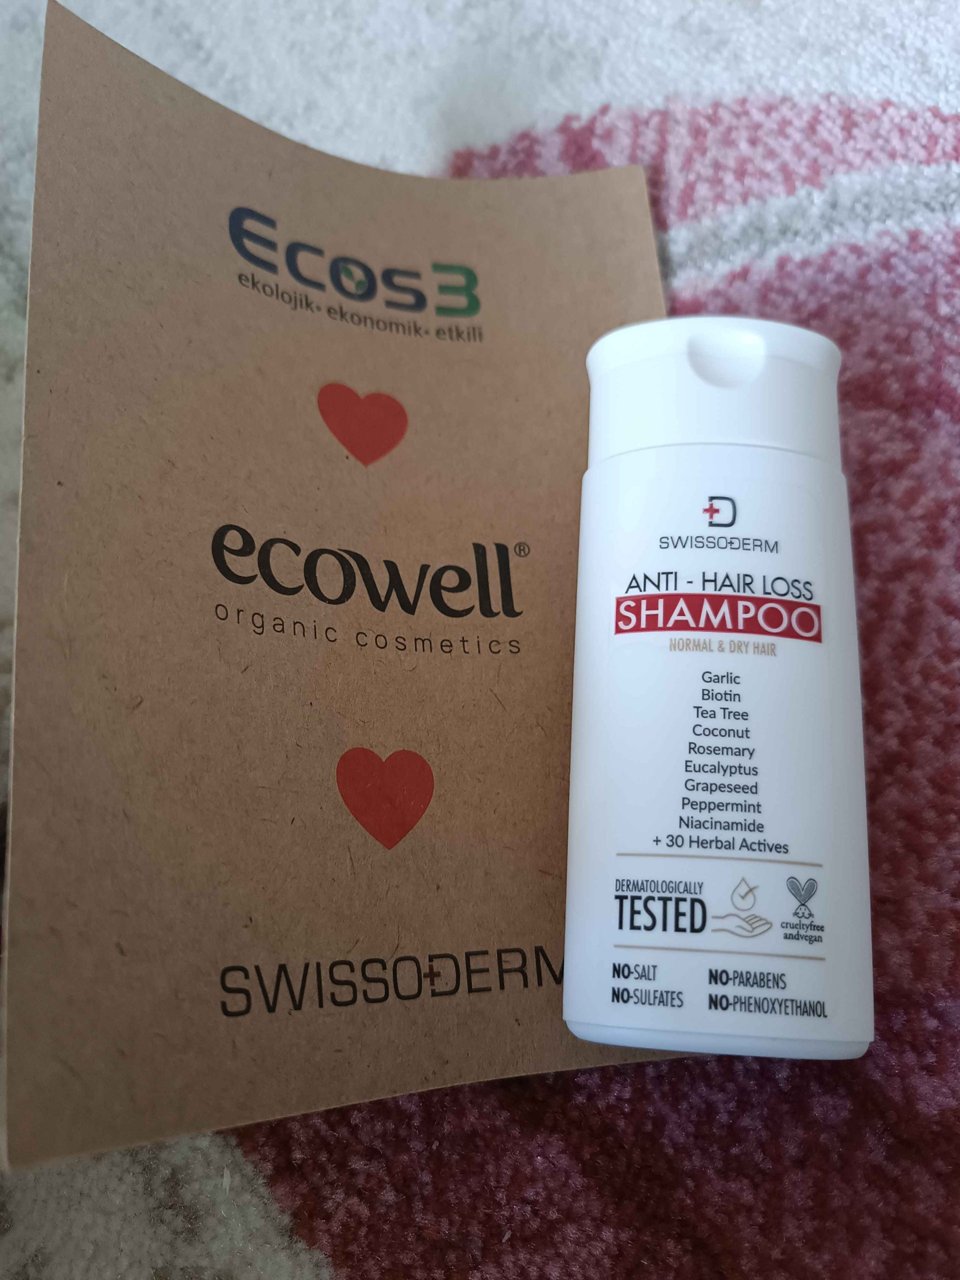 Ecos3
ekolojik• ekonomik• etkili
ecowell®
organic cosmetics
SWISSODERM
D
SWISSODERM
ANTI - HAIR LOSS
SHAMPOO
NORMAL & DRY HAIR
Garlic
Biotin
Tea Tree
Coconut
Rosemary
Eucalyptus
Grapeseed
Peppermint
Niacinamide
+ 30 Herbal Actives
DERMATOLOGICALLY
TESTED
crueltyfree
andvegan
NO-SALT
NO-SULFATES
NO-PARABENS
NO-PHENOXYETHANOL